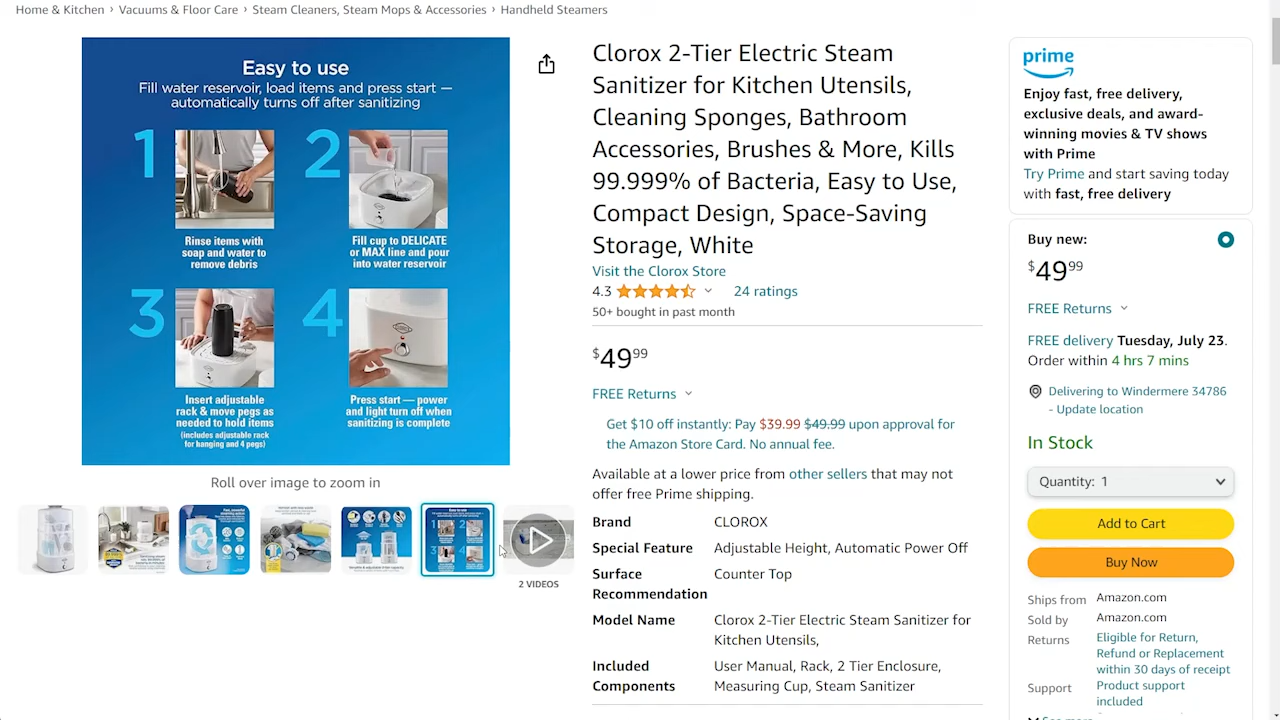 Home & Kitchen › Vacuums & Floor Care › Steam Cleaners, Steam Mops & Accessories › Handheld Steamers
Easy to use
Fill water reservoir, load items and press start —
automatically turns off after sanitizing
1
2
Rinse items with
soap and water to
remove debris
Fill cup to DELICATE
or MAX line and pour
into water reservoir
3
4
Insert adjustable
rack & move pegs as
needed to hold items
(includes adjustable rack
for hanging and 4 pegs)
Press start — power
and light turn off when
sanitizing is complete
Roll over image to zoom in
2 VIDEOS
Clorox 2-Tier Electric Steam
Sanitizer for Kitchen Utensils,
Cleaning Sponges, Bathroom
Accessories, Brushes & More, Kills
99.999% of Bacteria, Easy to Use,
Compact Design, Space-Saving
Storage, White
Visit the Clorox Store
4.3 24 ratings
50+ bought in past month
$49.99
FREE Returns
Get $10 off instantly: Pay $39.99 $49.99 upon approval for
the Amazon Store Card. No annual fee.
Available at a lower price from other sellers that may not
offer free Prime shipping.
Brand CLOROX
Special Feature Adjustable Height, Automatic Power Off
Surface Recommendation Counter Top
Model Name Clorox 2-Tier Electric Steam Sanitizer for
Kitchen Utensils,
Included Components User Manual, Rack, 2 Tier Enclosure,
Measuring Cup, Steam Sanitizer
prime
Enjoy fast, free delivery,
exclusive deals, and award-
winning movies & TV shows
with Prime
Try Prime and start saving today
with fast, free delivery
Buy new:
$49.99
FREE Returns
FREE delivery Tuesday, July 23.
Order within 4 hrs 7 mins
Delivering to Windermere 34786
- Update location
In Stock
Quantity: 1
Add to Cart
Buy Now
Ships from Amazon.com
Sold by Amazon.com
Returns Eligible for Return,
Refund or Replacement
within 30 days of receipt
Support Product support
included